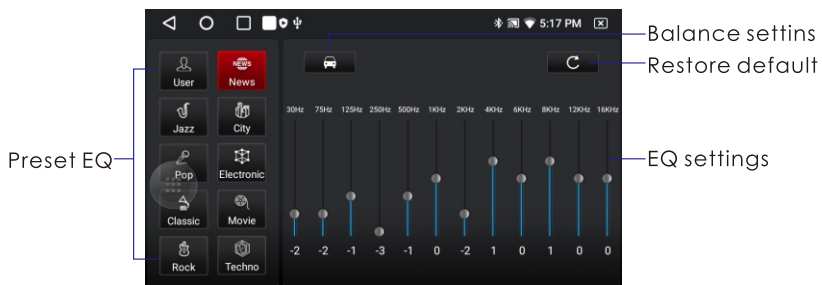 5:17 PM
Balance settins
Restore default
User
NEWS
News
30Hz 75Hz 125Hz 250Hz 500Hz 1KHz 2KHz 4KHz 6KHz 8KHz 12KHz 16KHz
Jazz
City
Preset EQ
EQ settings
Pop
Electronic
Classic
Movie
-2 -2 -1 -3 -1 0 -2 1 0 1 0 0
Rock
Techno